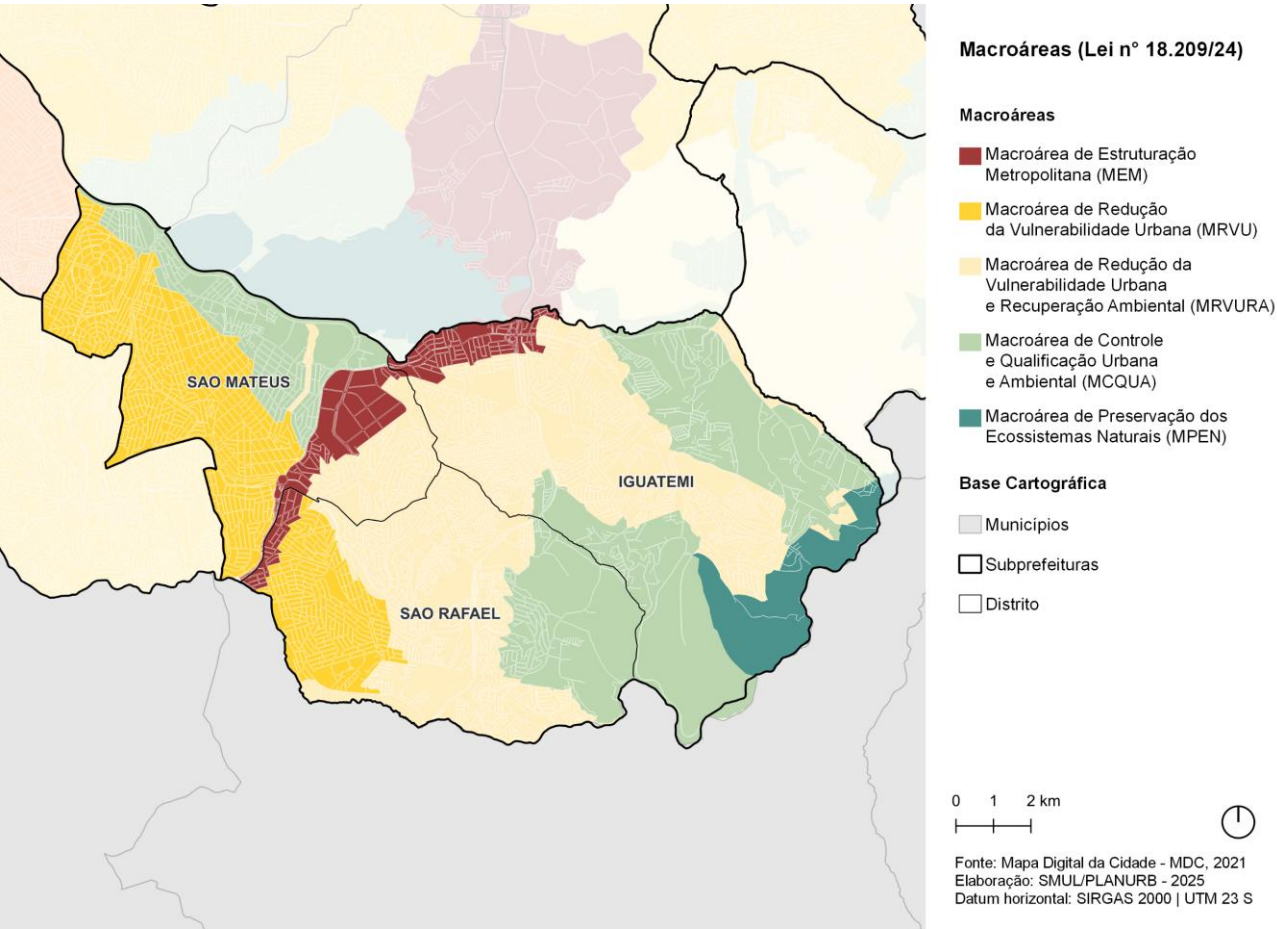 Macroáreas (Lei n° 18.209/24)
Macroáreas
Macroárea de Estruturação
Metropolitana (MEM)
Macroárea de Redução
da Vulnerabilidade Urbana (MRVU)
Macroárea de Redução da
Vulnerabilidade Urbana
e Recuperação Ambiental (MRVURA)
Macroárea de Controle
e Qualificação Urbana
e Ambiental (MCQUA)
Macroárea de Preservação dos
Ecossistemas Naturais (MPEN)
Base Cartográfica
Municípios
Subprefeituras
Distrito
SAO MATEUS
IGUATEMI
SAO RAFAEL
0 1 2 km
Fonte: Mapa Digital da Cidade - MDC, 2021
Elaboração: SMUL/PLANURB - 2025
Datum horizontal: SIRGAS 2000 | UTM 23 S